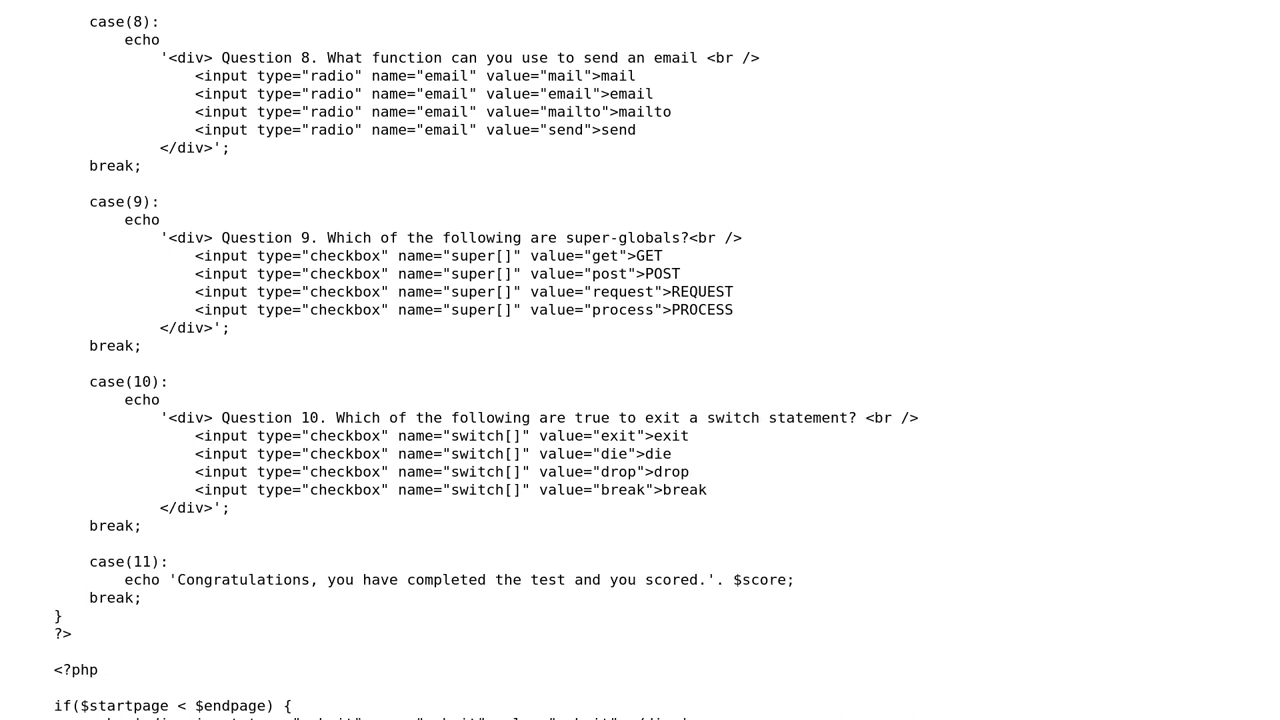 case(8):
echo
'<div> Question 8. What function can you use to send an email <br />
<input type="radio" name="email" value="mail">mail
<input type="radio" name="email" value="email">email
<input type="radio" name="email" value="mailto">mailto
<input type="radio" name="email" value="send">send
</div>';
break;
case(9):
echo
'<div> Question 9. Which of the following are super-globals?<br />
<input type="checkbox" name="super[]" value="get">GET
<input type="checkbox" name="super[]" value="post">POST
<input type="checkbox" name="super[]" value="request">REQUEST
<input type="checkbox" name="super[]" value="process">PROCESS
</div>';
break;
case(10):
echo
'<div> Question 10. Which of the following are true to exit a switch statement? <br />
<input type="checkbox" name="switch[]" value="exit">exit
<input type="checkbox" name="switch[]" value="die">die
<input type="checkbox" name="switch[]" value="drop">drop
<input type="checkbox" name="switch[]" value="break">break
</div>';
break;
case(11):
echo 'Congratulations, you have completed the test and you scored.'. $score;
break;
}
?>
<?php
if($startpage < $endpage) {